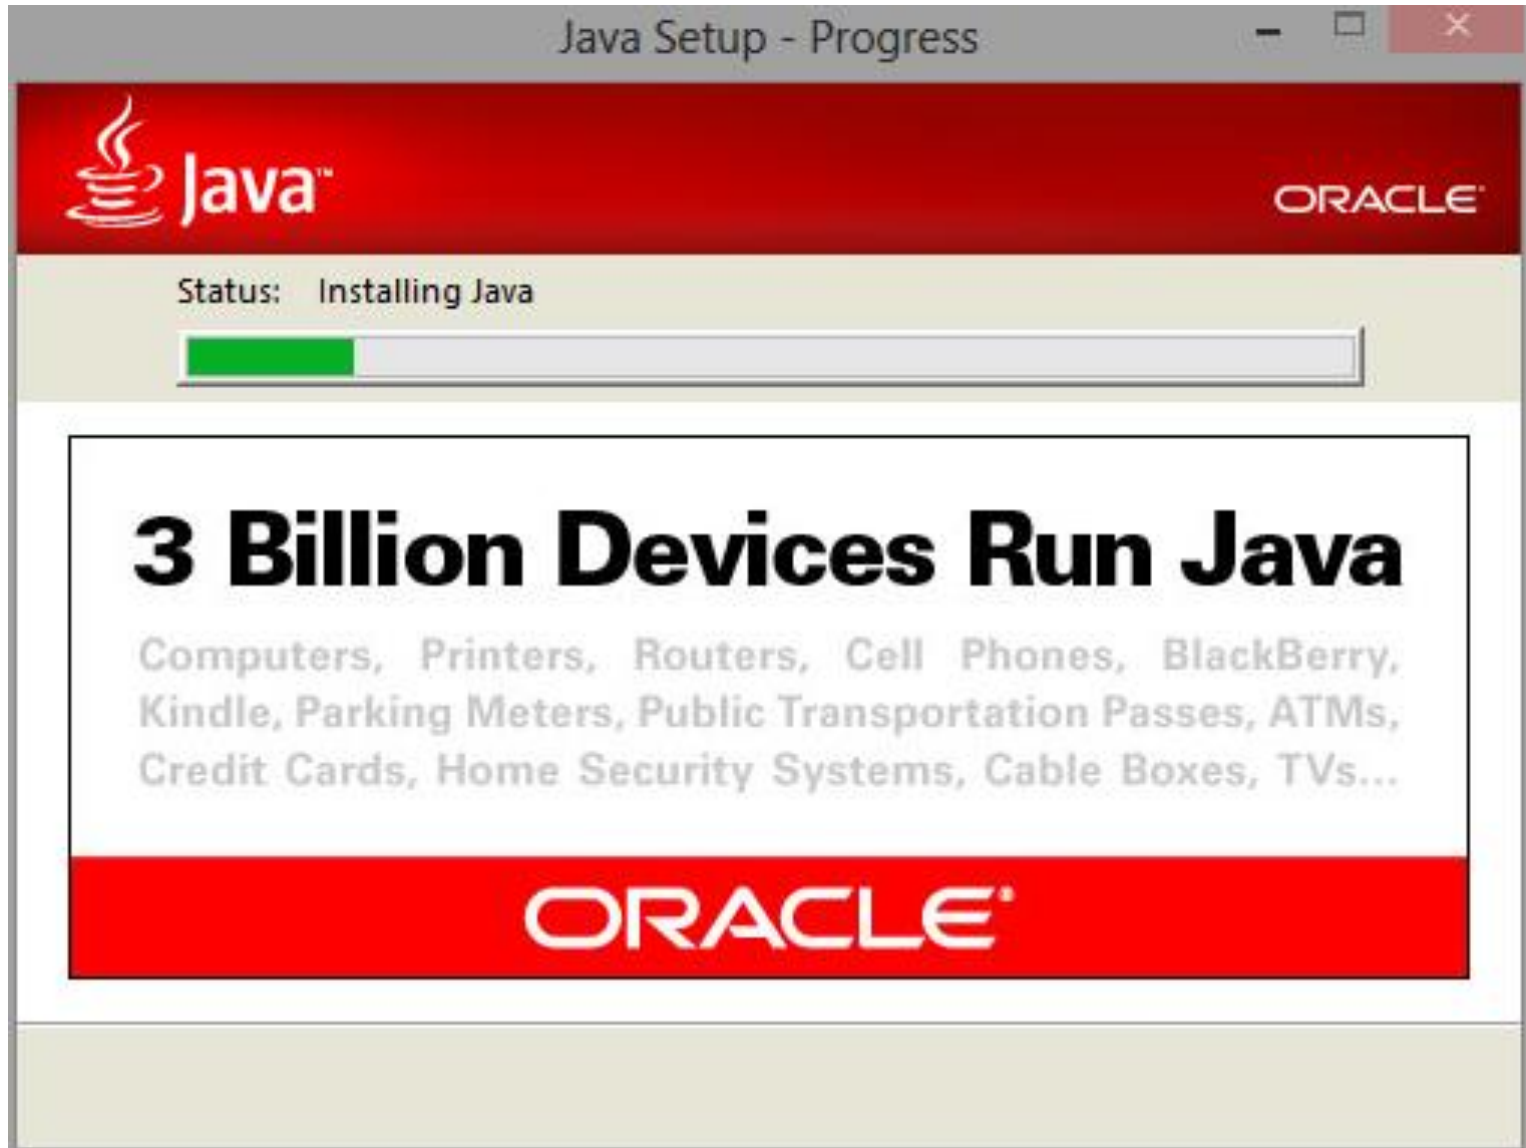 Java Setup - Progress
Java™
ORACLE®
Status: Installing Java
3 Billion Devices Run Java
Computers, Printers, Routers, Cell Phones, BlackBerry,
Kindle, Parking Meters, Public Transportation Passes, ATMs,
Credit Cards, Home Security Systems, Cable Boxes, TVs...
ORACLE®